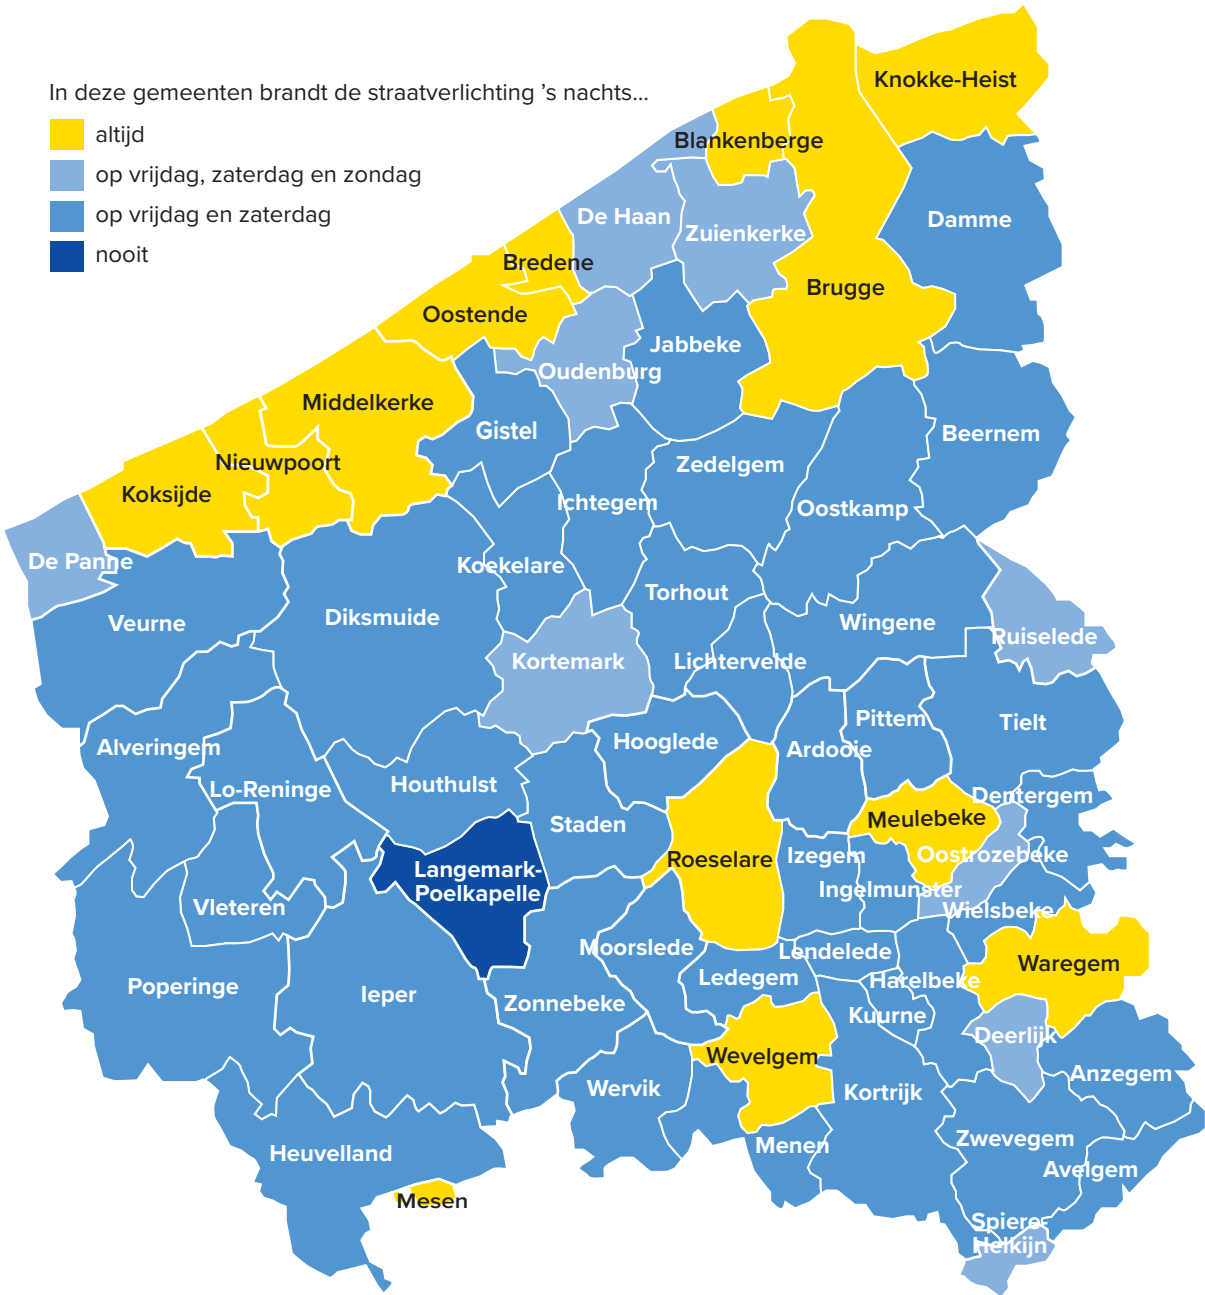 In deze gemeenten brandt de straatverlichting ’s nachts...
altijd
op vrijdag, zaterdag en zondag
op vrijdag en zaterdag
nooit
Knokke-Heist
Blankenberge
De Haan
Zuienkerke
Damme
Bredene
Brugge
Oostende
Jabbeke
Oudenburg
Middelkerke
Gistel
Beernem
Nieuwpoort
Zedelgem
Koksijde
Ichtegem
Oostkamp
De Panne
Koekelare
Torhout
Veurne
Diksmuide
Wingene
Ruiselede
Kortemark
Lichtervelde
Pittem
Tielt
Hooglede
Ardooie
Alveringem
Lo-Reninge
Houthulst
Dentergem
Staden
Meulebeke
Roeselare
Izegem
Oostrozebeke
Langemark-
Poelkapelle
Ingelmunster
Vleteren
Wielsbeke
Moorslede
Lendelede
Waregem
Ledegem
Harelbeke
Poperinge
Ieper
Zonnebeke
Kuurne
Deerlijk
Wevelgem
Anzegem
Wervik
Kortrijk
Zwevegem
Menen
Heuvelland
Avelgem
Mesen
Spiere-
Helkijn